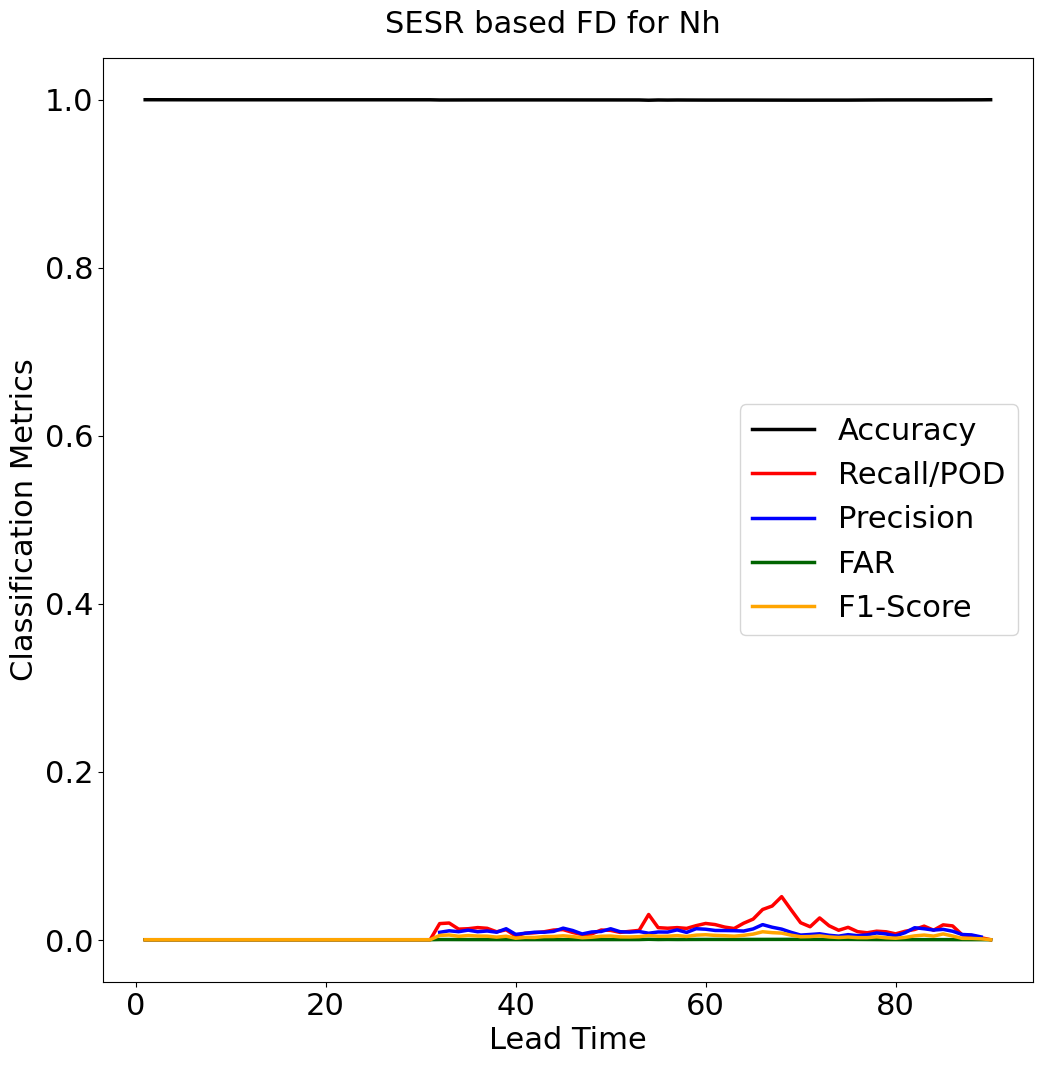 SESR based FD for Nh
Classification Metrics
1.0
0.8
0.6
0.4
0.2
0.0
Accuracy
Recall/POD
Precision
FAR
F1-Score
0 20 40 60 80
Lead Time